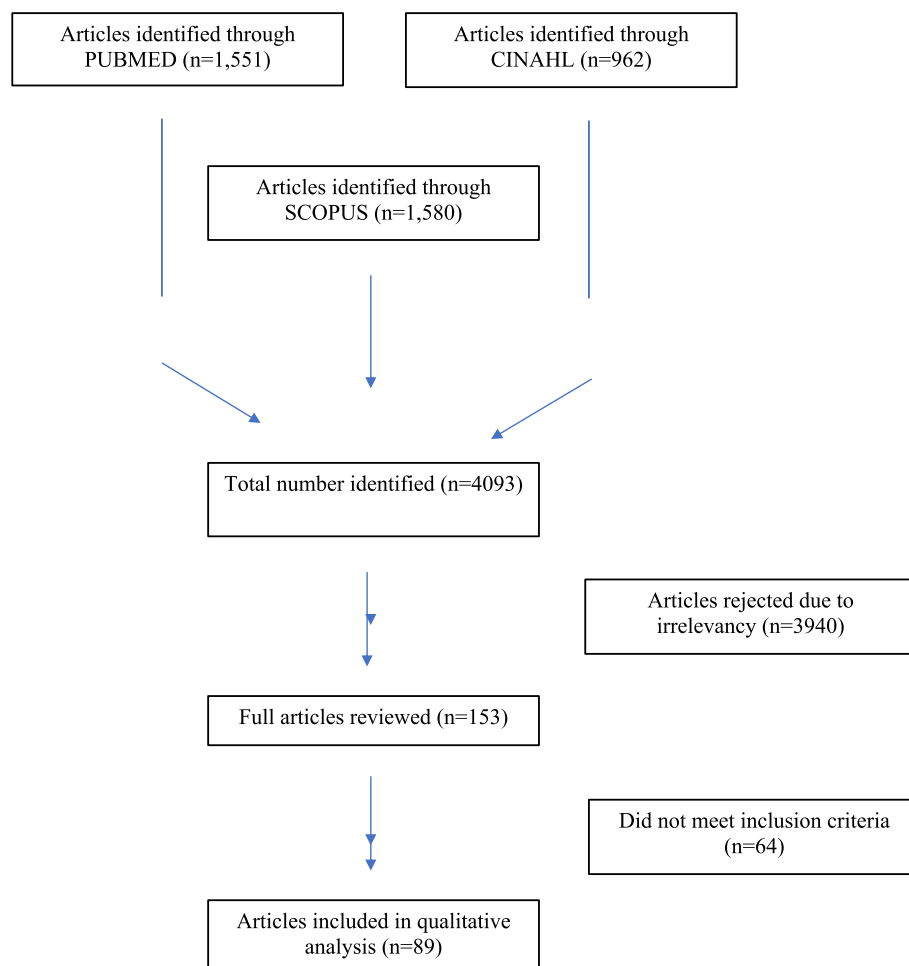 Articles identified through
PUBMED (n=1,551)
Articles identified through
CINAHL (n=962)
Articles identified through
SCOPUS (n=1,580)
Total number identified (n=4093)
Articles rejected due to
irrelevancy (n=3940)
Full articles reviewed (n=153)
Did not meet inclusion criteria
(n=64)
Articles included in qualitative
analysis (n=89)